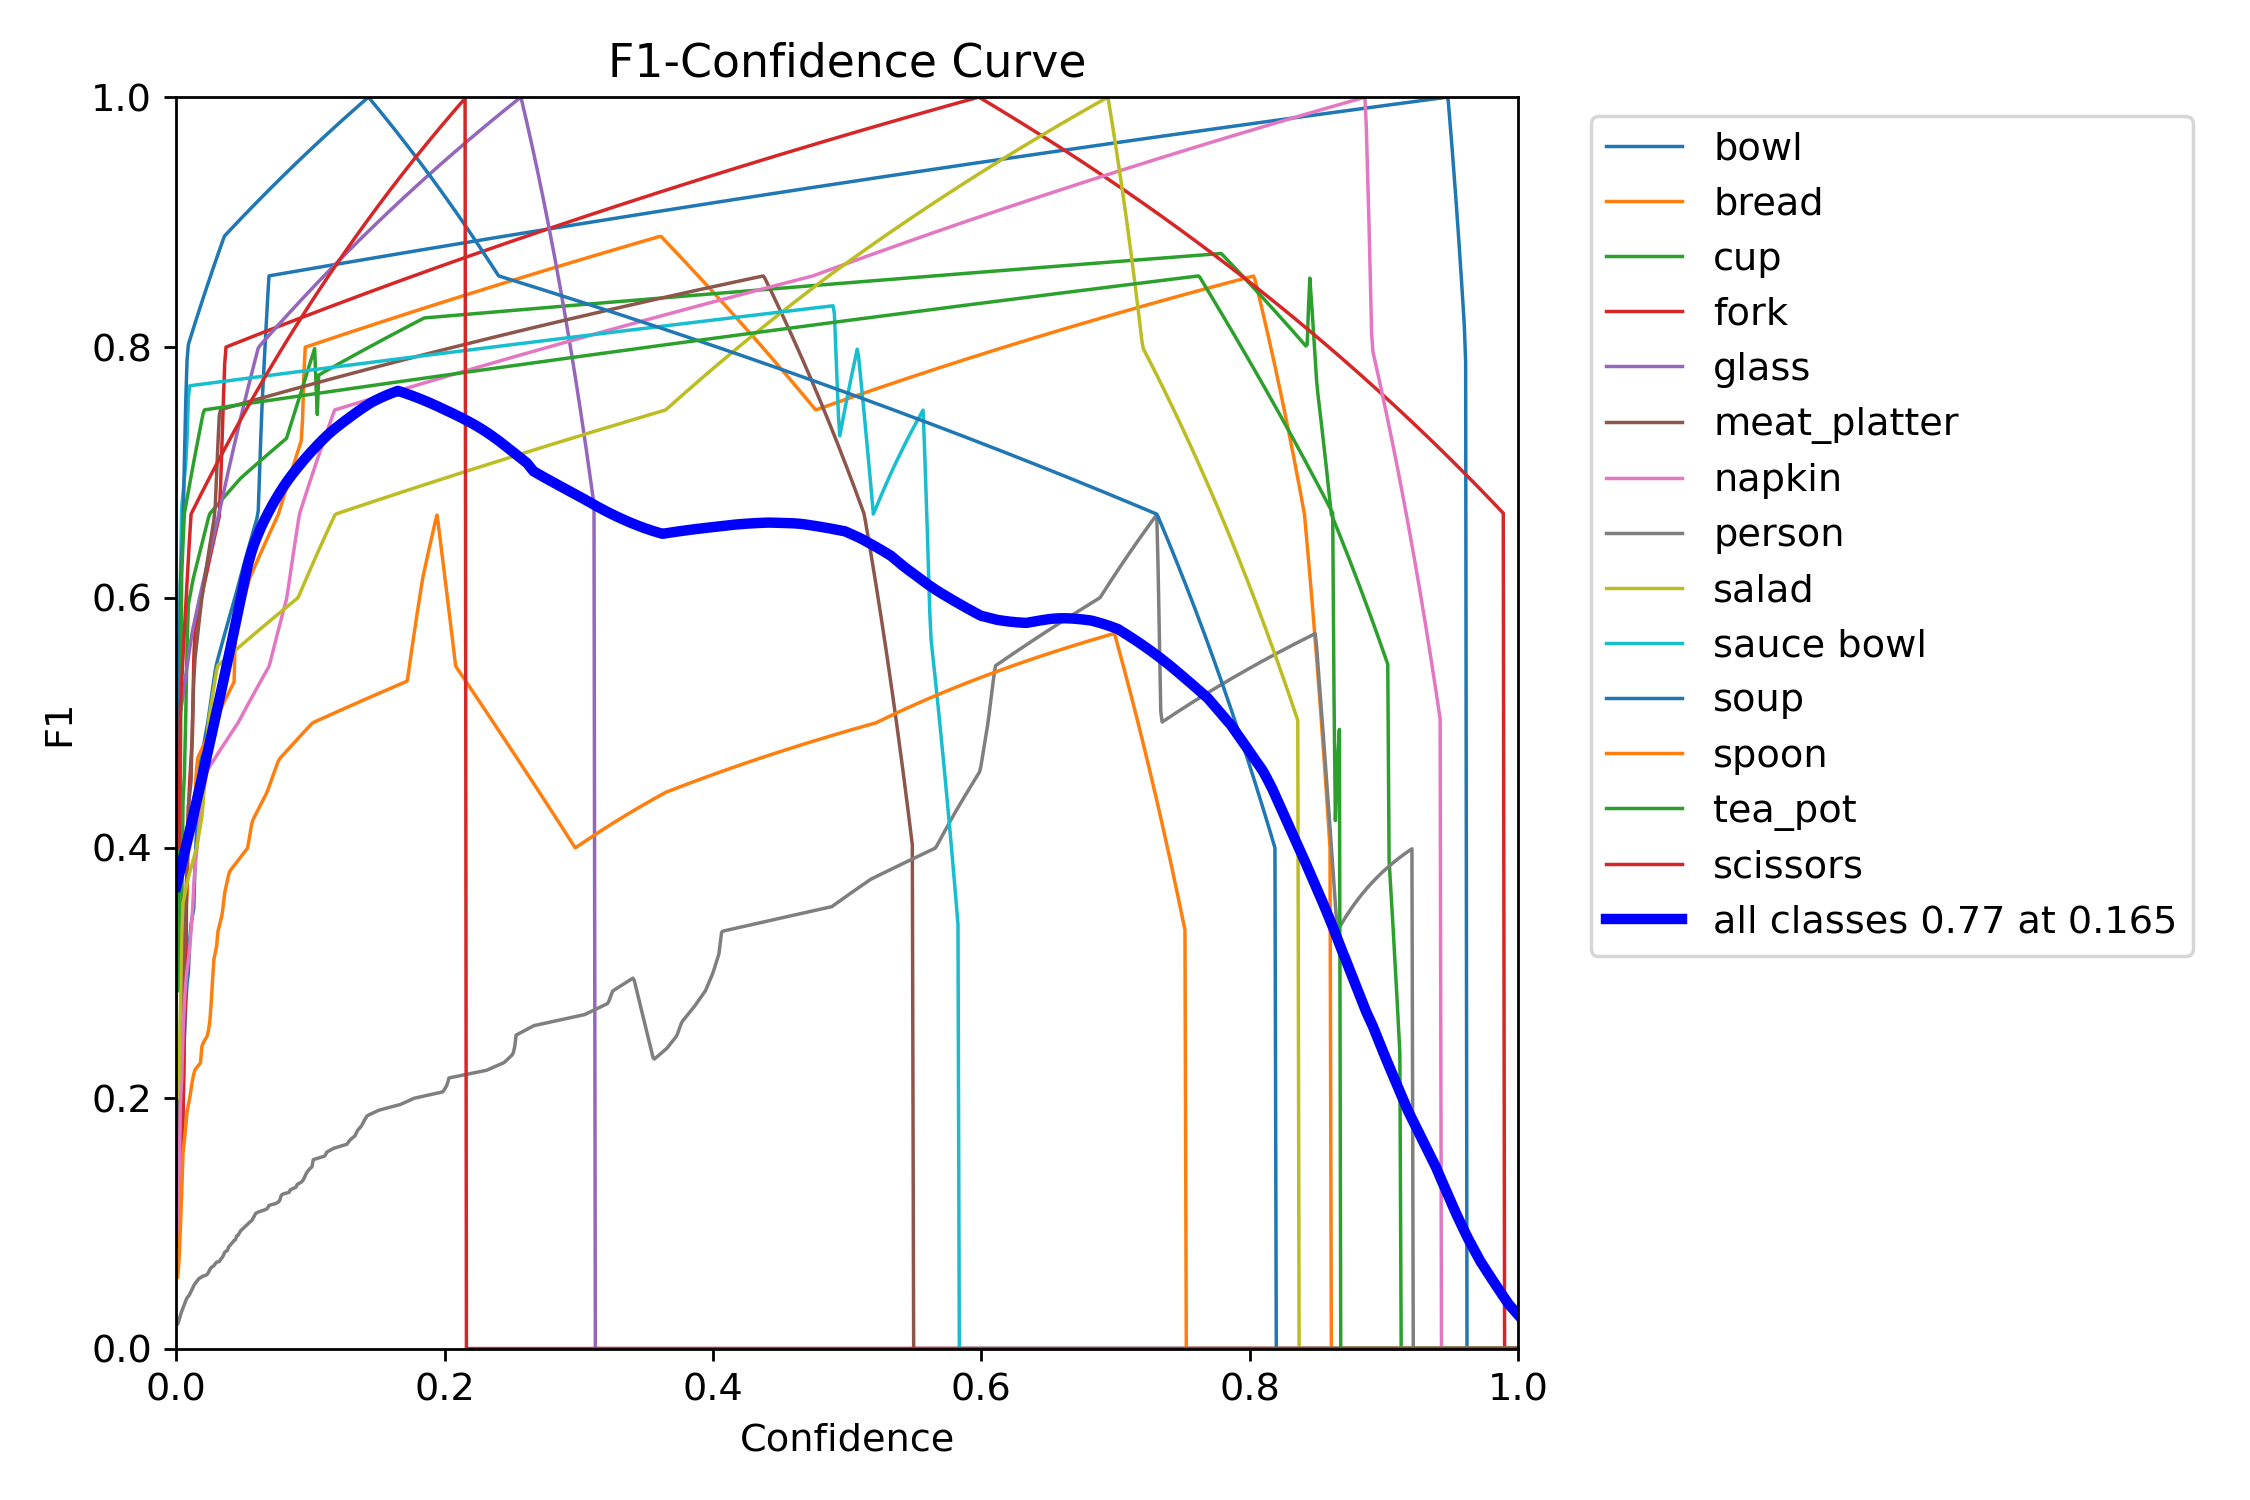 F1-Confidence Curve
1.0
0.8
0.6
0.4
0.2
0.0
F1
0.0 0.2 0.4 0.6 0.8 1.0
Confidence
bowl
bread
cup
fork
glass
meat_platter
napkin
person
salad
sauce bowl
soup
spoon
tea_pot
scissors
all classes 0.77 at 0.165